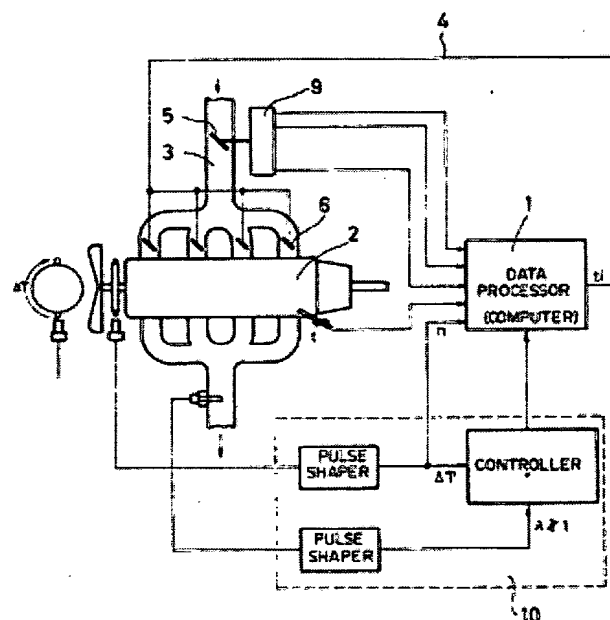 4
9
5
3
6
2
1
ΔT
DATA
PROCESSOR
(COMPUTER)
ti
t
n
PULSE
SHAPER
ΔT
CONTROLLER
PULSE
SHAPER
10